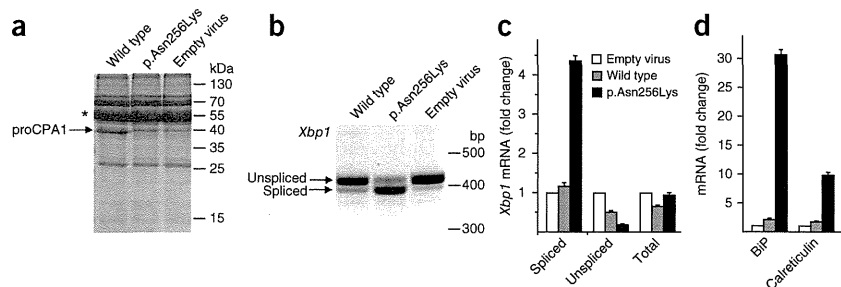 a
Wild type
p.Asn256Lys
Empty virus
kDa
130
70
* 55
proCPA1 40
35
25
15
b
Wild type
p.Asn256Lys
Empty virus
Xbp1
bp
500
Unspliced
400
Spliced
300
c
Empty virus
Wild type
p.Asn256Lys
Xbp1 mRNA (fold change)
4
3
2
1
Spliced
Unspliced
Total
d
mRNA (fold change)
30
25
20
15
10
5
BiP
Calreticulin